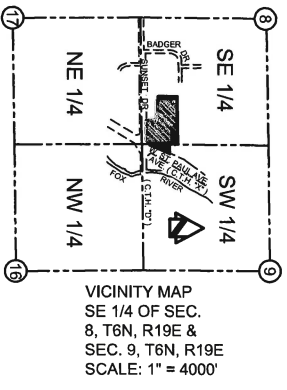 17
8
NE 1/4
SE 1/4
BADGER
DR.
SUNSET DR.
W. ST. PAUL AVE.
AVE. (C.T.H. "X")
FOX
RIVER
(C.T.H. "D")
NW 1/4
SW 1/4
16
9
VICINITY MAP
SE 1/4 OF SEC.
8, T6N, R19E &
SEC. 9, T6N, R19E
SCALE: 1" = 4000'